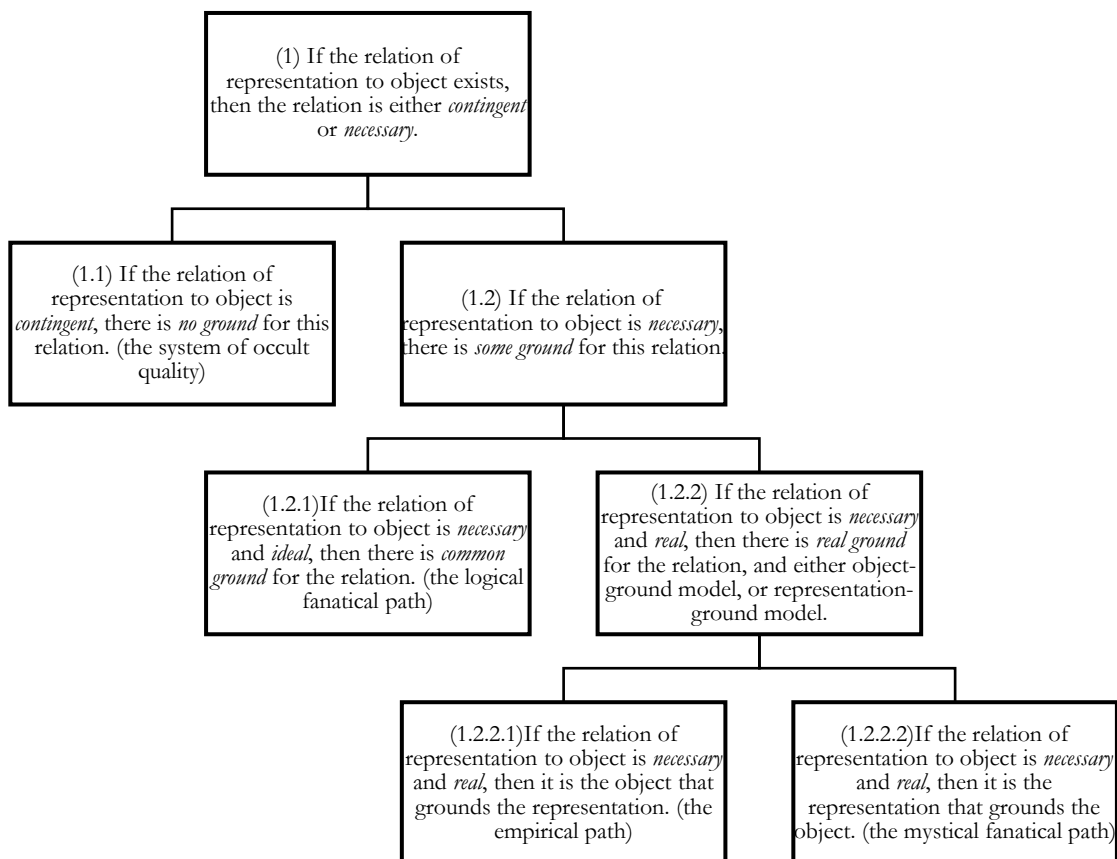 (1) If the relation of
representation to object exists,
then the relation is either contingent
or necessary.
(1.1) If the relation of
representation to object is
contingent, there is no ground for this
relation. (the system of occult
quality)
(1.2) If the relation of
representation to object is necessary,
there is some ground for this relation.
(1.2.1)If the relation of
representation to object is necessary
and ideal, then there is common
ground for the relation. (the logical
fanatical path)
(1.2.2) If the relation of
representation to object is necessary
and real, then there is real ground
for the relation, and either object-
ground model, or representation-
ground model.
(1.2.2.1)If the relation of
representation to object is necessary
and real, then it is the object that
grounds the representation. (the
empirical path)
(1.2.2.2)If the relation of
representation to object is necessary
and real, then it is the
representation that grounds the
object. (the mystical fanatical path)